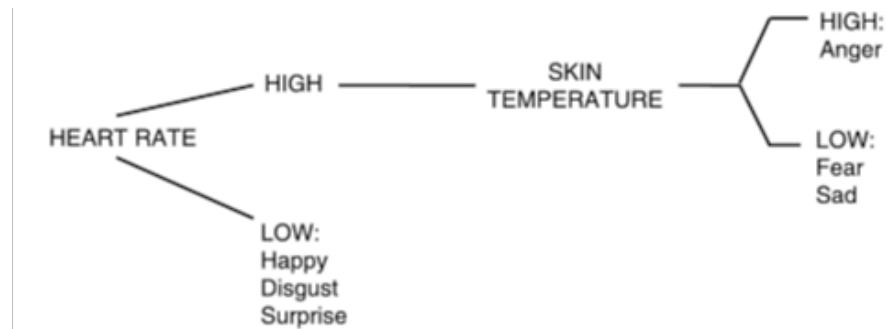 HEART RATE
HIGH
SKIN
TEMPERATURE
HIGH:
Anger
LOW:
Fear
Sad
LOW:
Happy
Disgust
Surprise